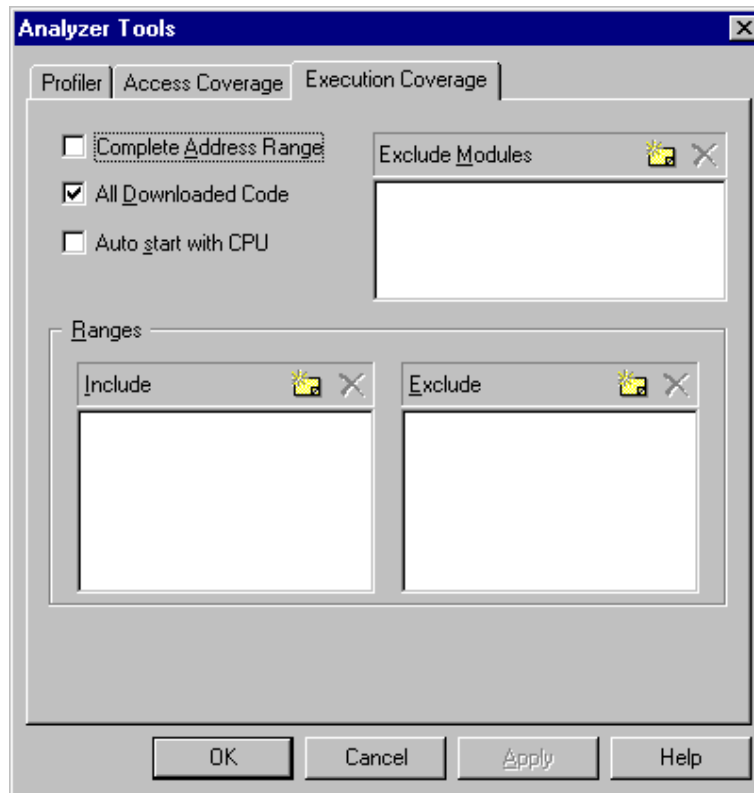 Analyzer Tools
Profiler Access Coverage Execution Coverage
Complete Address Range
Exclude Modules
All Downloaded Code
Auto start with CPU
Ranges
Include Exclude
OK Cancel Apply Help